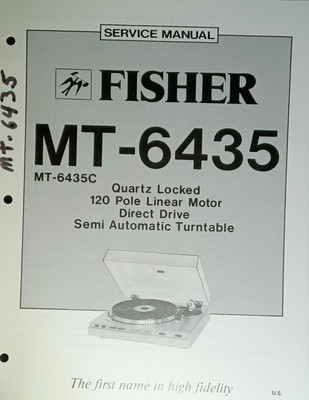 SERVICE MANUAL
FISHER
MT-6435
MT-6435C
Quartz Locked
120 Pole Linear Motor
Direct Drive
Semi Automatic Turntable
The first name in high fidelity
U.S.
MT-6435